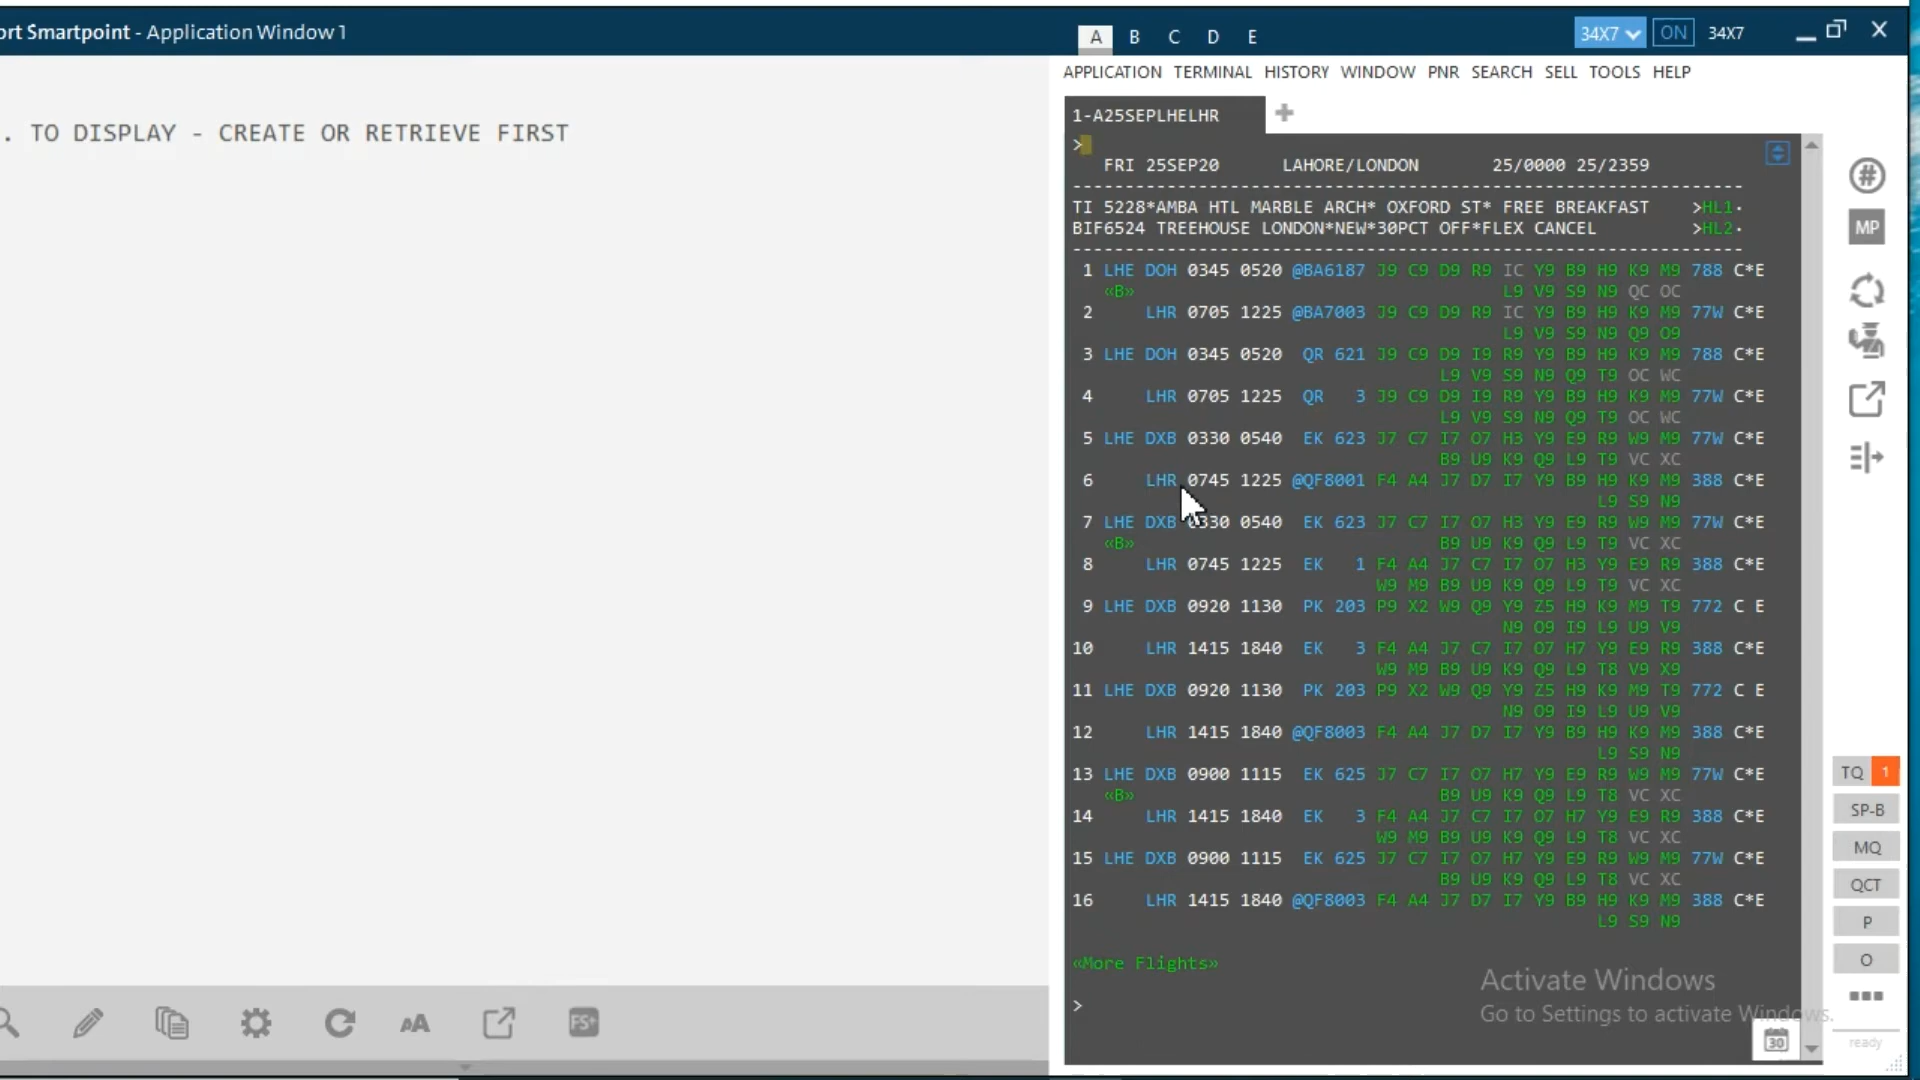 ort Smartpoint - Application Window 1
A B C D E
34X7 ON 34X7
APPLICATION TERMINAL HISTORY WINDOW PNR SEARCH SELL TOOLS HELP
. TO DISPLAY - CREATE OR RETRIEVE FIRST
1-A25SEPLHELHR
>
FRI 25SEP20 LAHORE/LONDON 25/0000 25/2359
----------------------------------------------------------------
TI 5228*AMBA HTL MARBLE ARCH* OXFORD ST* FREE BREAKFAST >HL1·
BIF6524 TREEHOUSE LONDON*NEW*30PCT OFF*FLEX CANCEL >HL2·
----------------------------------------------------------------
1 LHE DOH 0345 0520 @BA6187 J9 C9 D9 R9 IC Y9 B9 H9 K9 M9 788 C*E
«B» L9 V9 S9 N9 QC OC
2 LHR 0705 1225 @BA7003 J9 C9 D9 R9 IC Y9 B9 H9 K9 M9 77W C*E
L9 V9 S9 N9 Q9 O9
3 LHE DOH 0345 0520 QR 621 J9 C9 D9 I9 R9 Y9 B9 H9 K9 M9 788 C*E
L9 V9 S9 N9 Q9 T9 OC WC
4 LHR 0705 1225 QR 3 J9 C9 D9 I9 R9 Y9 B9 H9 K9 M9 77W C*E
L9 V9 S9 N9 Q9 T9 OC WC
5 LHE DXB 0330 0540 EK 623 J7 C7 I7 O7 H3 Y9 E9 R9 W9 M9 77W C*E
B9 U9 K9 Q9 L9 T9 VC XC
6 LHR 0745 1225 @QF8001 F4 A4 J7 D7 I7 Y9 B9 H9 K9 M9 388 C*E
L9 S9 N9
7 LHE DXB 0330 0540 EK 623 J7 C7 I7 O7 H3 Y9 E9 R9 W9 M9 77W C*E
«B» B9 U9 K9 Q9 L9 T9 VC XC
8 LHR 0745 1225 EK 1 F4 A4 J7 C7 I7 O7 H3 Y9 E9 R9 388 C*E
W9 M9 B9 U9 K9 Q9 L9 T9 VC XC
9 LHE DXB 0920 1130 PK 203 P9 X2 W9 Q9 Y9 Z5 H9 K9 M9 T9 772 C E
N9 O9 I9 L9 U9 V9
10 LHR 1415 1840 EK 3 F4 A4 J7 C7 I7 O7 H7 Y9 E9 R9 388 C*E
W9 M9 B9 U9 K9 Q9 L9 T8 V9 X9
11 LHE DXB 0920 1130 PK 203 P9 X2 W9 Q9 Y9 Z5 H9 K9 M9 T9 772 C E
N9 O9 I9 L9 U9 V9
12 LHR 1415 1840 @QF8003 F4 A4 J7 D7 I7 Y9 B9 H9 K9 M9 388 C*E
L9 S9 N9
13 LHE DXB 0900 1115 EK 625 J7 C7 I7 O7 H7 Y9 E9 R9 W9 M9 77W C*E
«B» B9 U9 K9 Q9 L9 T8 VC XC
14 LHR 1415 1840 EK 3 F4 A4 J7 C7 I7 O7 H7 Y9 E9 R9 388 C*E
W9 M9 B9 U9 K9 Q9 L9 T8 VC XC
15 LHE DXB 0900 1115 EK 625 J7 C7 I7 O7 H7 Y9 E9 R9 W9 M9 77W C*E
B9 U9 K9 Q9 L9 T8 VC XC
16 LHR 1415 1840 @QF8003 F4 A4 J7 D7 I7 Y9 B9 H9 K9 M9 388 C*E
L9 S9 N9
«More Flights»
>
Activate Windows
Go to Settings to activate Windows.
#
MP
TQ 1
SP-B
MQ
QCT
P
O
ready
30
AA
FS+